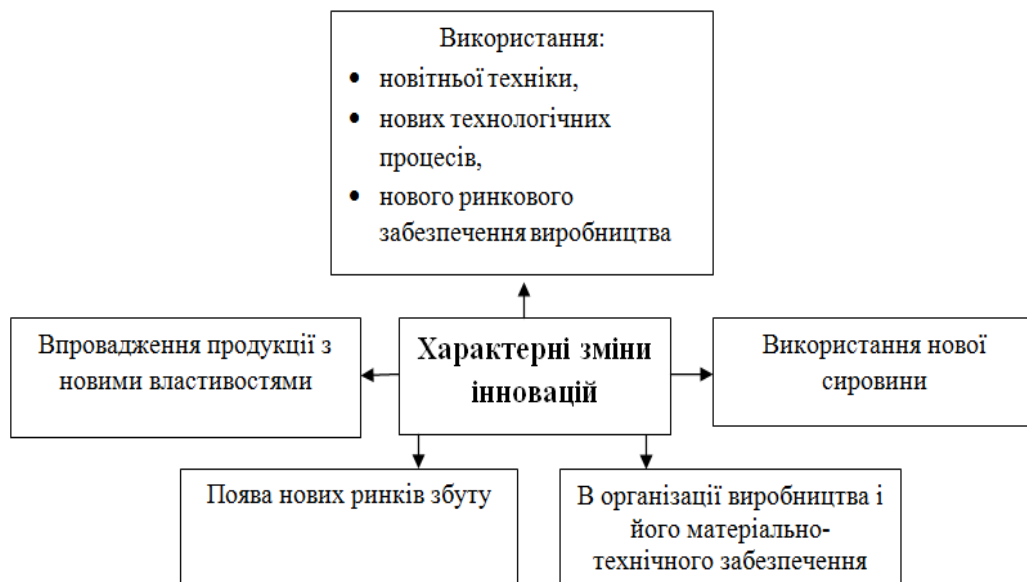 Використання:
• новітньої техніки,
• нових технологічних
процесів,
• нового ринкового
забезпечення виробництва
Впровадження продукції з
новими властивостями
Характерні зміни
інновацій
Використання нової
сировини
Поява нових ринків збуту
В організації виробництва і
його матеріально-
технічного забезпечення